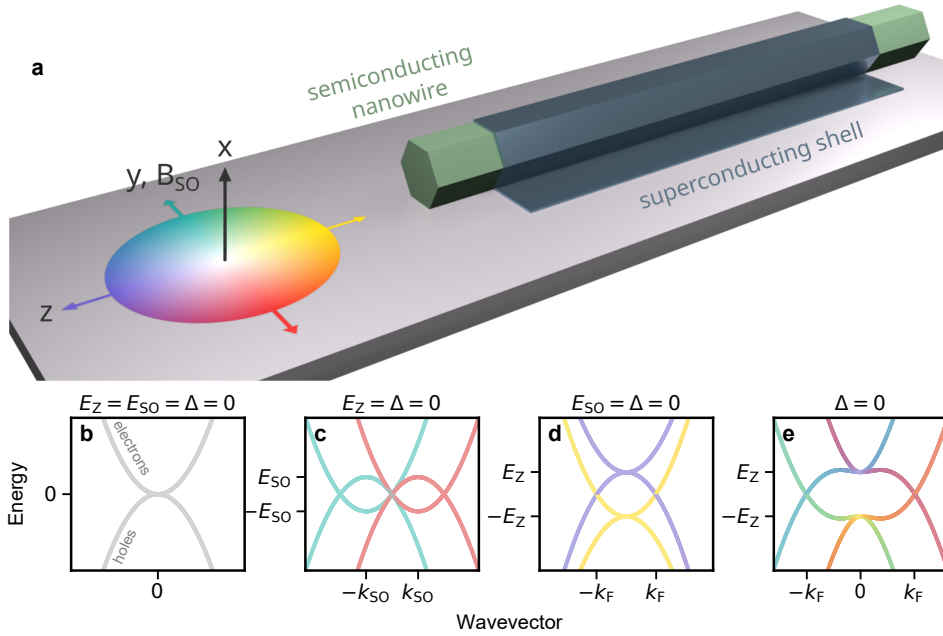 a
semiconducting
nanowire
superconducting shell
x
y, B_SO
z
E_Z = E_SO = Δ = 0
E_Z = Δ = 0
E_SO = Δ = 0
Δ = 0
b
electrons
holes
c
d
e
Energy
0
E_SO
−E_SO
E_Z
−E_Z
E_Z
−E_Z
0
−k_SO
k_SO
−k_F
k_F
−k_F
0
k_F
Wavevector